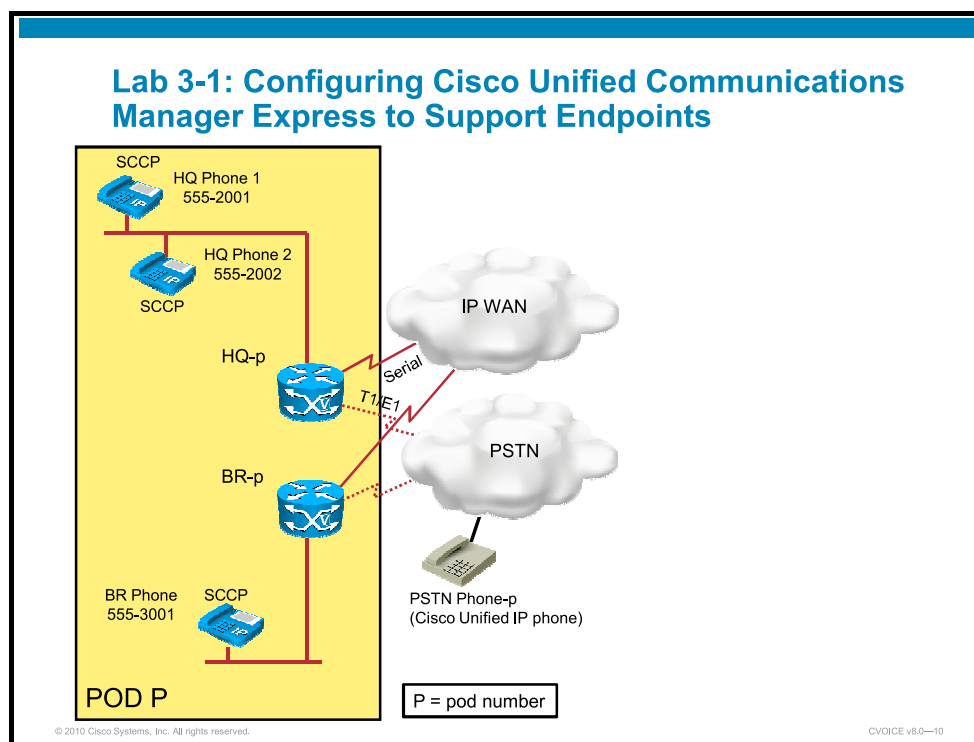 Lab 3-1: Configuring Cisco Unified Communications
Manager Express to Support Endpoints
SCCP
HQ Phone 1
555-2001
IP
HQ Phone 2
555-2002
IP
SCCP
IP WAN
HQ-p
Serial
V
T1/E1
PSTN
BR-p
V
BR Phone
555-3001
SCCP
IP
PSTN Phone-p
(Cisco Unified IP phone)
POD P
P = pod number
© 2010 Cisco Systems, Inc. All rights reserved.
CVOICE v8.0—10